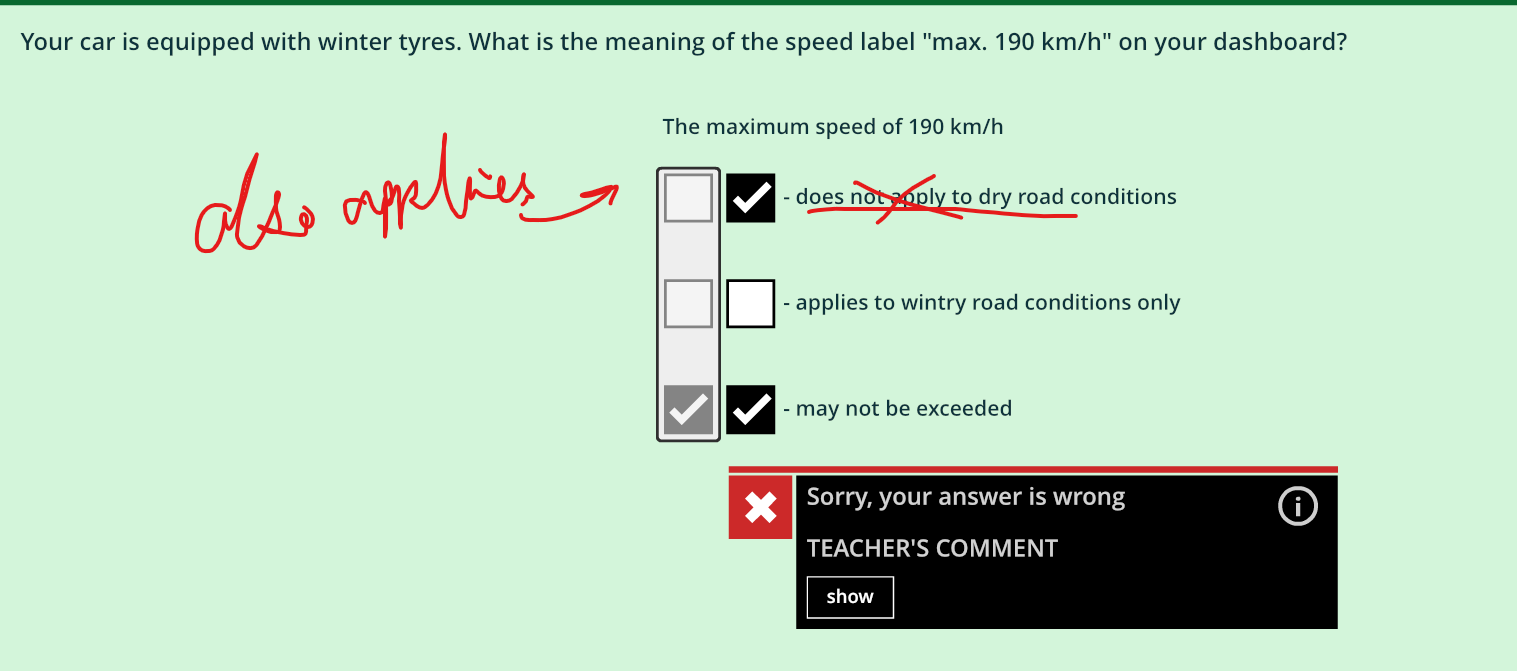 Your car is equipped with winter tyres. What is the meaning of the speed label "max. 190 km/h" on your dashboard?
The maximum speed of 190 km/h
also applies
- does not apply to dry road conditions
- applies to wintry road conditions only
- may not be exceeded
Sorry, your answer is wrong
TEACHER'S COMMENT
show